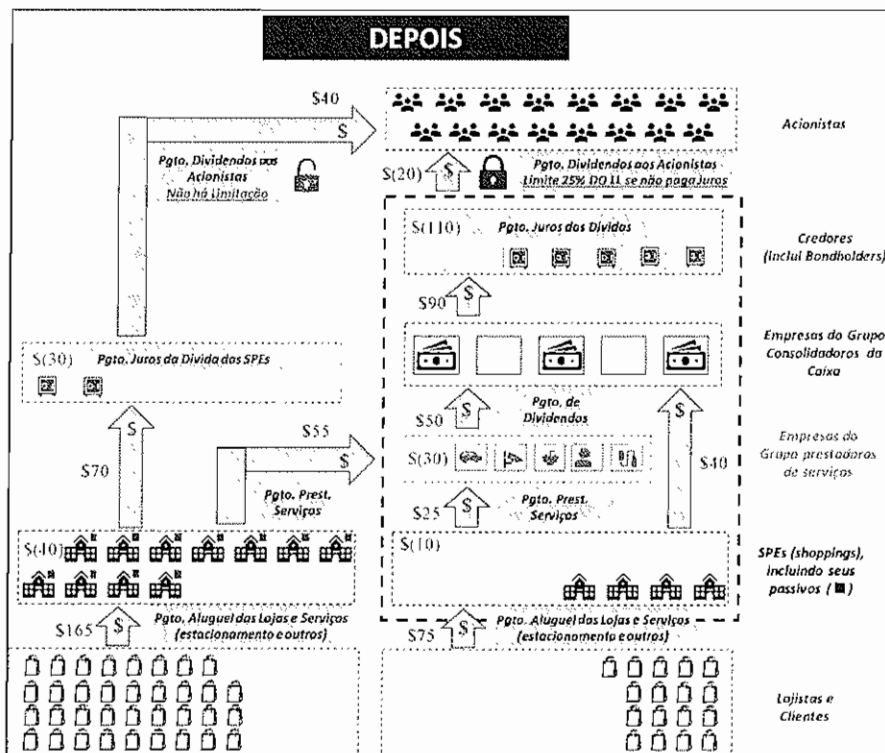 DEPOIS
$40
$
Pgto. Dividendos aos
Acionistas
Não há Limitação
$(20)
$
Pgto. Dividendos aos Acionistas
Limite 25% DO LL se não paga Juros
Acionistas
$(110)
Pgto. Juros das Dividas
Credores
(Inclui Bondholders)
$90
$
Empresas do Grupo
Consolidadoras da
Caixa
$(30)
Pgto. Juros da Divida das SPEs
$50
$
Pgto. de
Dividendos
$
$40
$70
$
$55
$
Pgto. Prest.
Serviços
$(30)
Empresas do
Grupo prestadoras
de serviços
$25
$
Pgto. Prest.
Serviços
$(40)
$(10)
SPEs (shoppings),
incluindo seus
passivos ( )
$165
$
Pgto. Aluguel das Lojas e Serviços
(estacionamento e outros)
$75
$
Pgto. Aluguel das Lojas e Serviços
(estacionamento e outros)
Lojistas e
Clientes